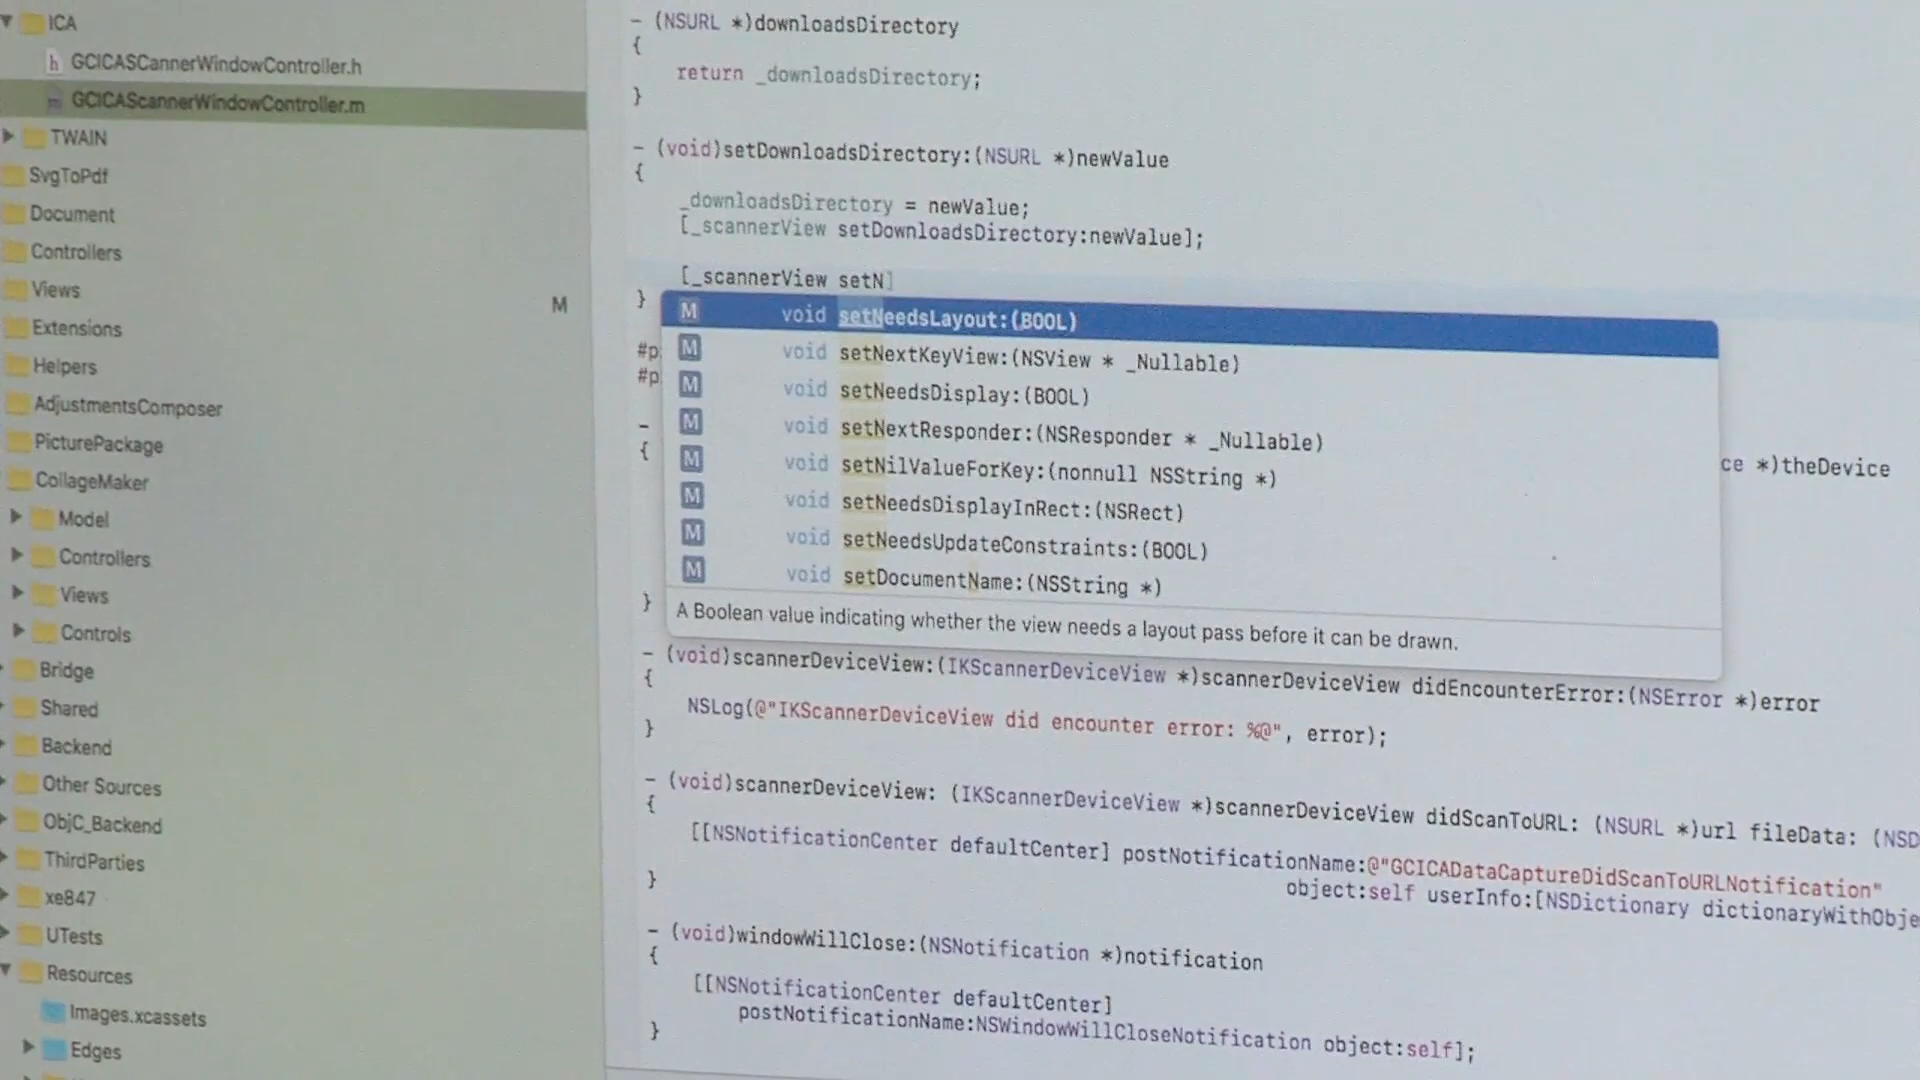 ICA
h GCICASCannerWindowController.h
m GCICAScannerWindowController.m
TWAIN
SvgToPdf
Document
Controllers
Views
M
Extensions
Helpers
AdjustmentsComposer
PicturePackage
CollageMaker
Model
Controllers
Views
Controls
Bridge
Shared
Backend
Other Sources
ObjC_Backend
ThirdParties
xe847
UTests
Resources
Images.xcassets
Edges
- (NSURL *)downloadsDirectory
{
return _downloadsDirectory;
}
- (void)setDownloadsDirectory:(NSURL *)newValue
{
_downloadsDirectory = newValue;
[_scannerView setDownloadsDirectory:newValue];
[_scannerView setN]
}
M void setNeedsLayout:(BOOL)
#p M void setNextKeyView:(NSView * _Nullable)
#p M void setNeedsDisplay:(BOOL)
- M void setNextResponder:(NSResponder * _Nullable)
{ M void setNilValueForKey:(nonnull NSString *) ce *)theDevice
M void setNeedsDisplayInRect:(NSRect)
M void setNeedsUpdateConstraints:(BOOL)
M void setDocumentName:(NSString *)
} A Boolean value indicating whether the view needs a layout pass before it can be drawn.
- (void)scannerDeviceView:(IKScannerDeviceView *)scannerDeviceView didEncounterError:(NSError *)error
{
NSLog(@"IKScannerDeviceView did encounter error: %@", error);
}
- (void)scannerDeviceView: (IKScannerDeviceView *)scannerDeviceView didScanToURL: (NSURL *)url fileData: (NSD
{
[[NSNotificationCenter defaultCenter] postNotificationName:@"GCICADataCaptureDidScanToURLNotification"
object:self userInfo:[NSDictionary dictionaryWithObje
}
- (void)windowWillClose:(NSNotification *)notification
{
[[NSNotificationCenter defaultCenter]
postNotificationName:NSWindowWillCloseNotification object:self];
}